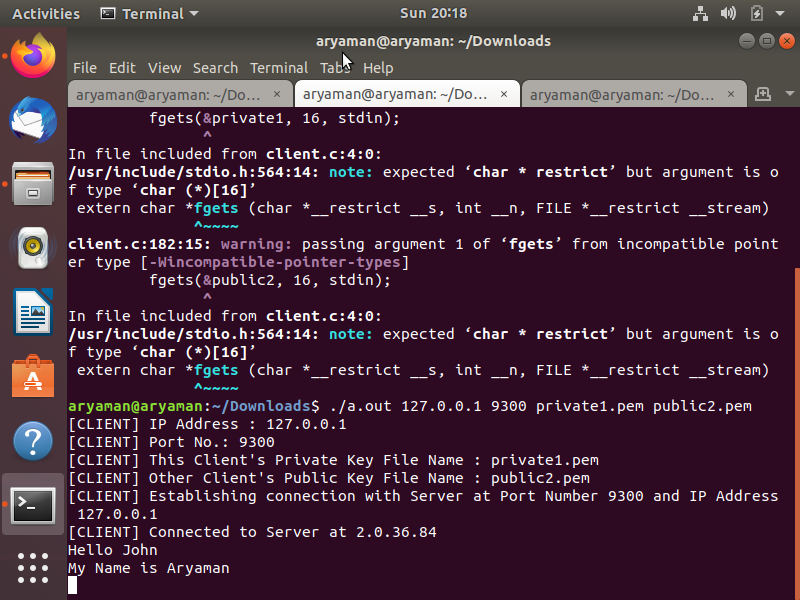 Activities Terminal Sun 20:18
aryaman@aryaman: ~/Downloads
File Edit View Search Terminal Tabs Help
aryaman@aryaman: ~/Do... × aryaman@aryaman: ~/Do... × aryaman@aryaman: ~/Do... ×
fgets(&private1, 16, stdin);
^
In file included from client.c:4:0:
/usr/include/stdio.h:564:14: note: expected ‘char * restrict’ but argument is o
f type ‘char (*)[16]’
extern char *fgets (char *__restrict __s, int __n, FILE *__restrict __stream)
^~~~~
client.c:182:15: warning: passing argument 1 of ‘fgets’ from incompatible point
er type [-Wincompatible-pointer-types]
fgets(&public2, 16, stdin);
^
In file included from client.c:4:0:
/usr/include/stdio.h:564:14: note: expected ‘char * restrict’ but argument is o
f type ‘char (*)[16]’
extern char *fgets (char *__restrict __s, int __n, FILE *__restrict __stream)
^~~~~
aryaman@aryaman:~/Downloads$ ./a.out 127.0.0.1 9300 private1.pem public2.pem
[CLIENT] IP Address : 127.0.0.1
[CLIENT] Port No.: 9300
[CLIENT] This Client's Private Key File Name : private1.pem
[CLIENT] Other Client's Public Key File Name : public2.pem
[CLIENT] Establishing connection with Server at Port Number 9300 and IP Address
127.0.0.1
[CLIENT] Connected to Server at 2.0.36.84
Hello John
My Name is Aryaman